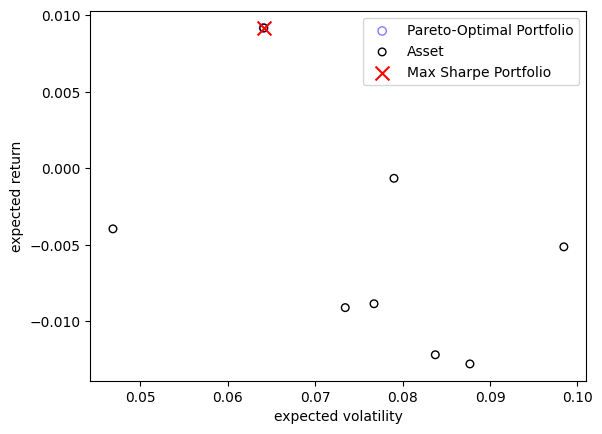 0.010
0.005
0.000
−0.005
−0.010
expected return
0.05
0.06
0.07
0.08
0.09
0.10
expected volatility
Pareto-Optimal Portfolio
Asset
Max Sharpe Portfolio